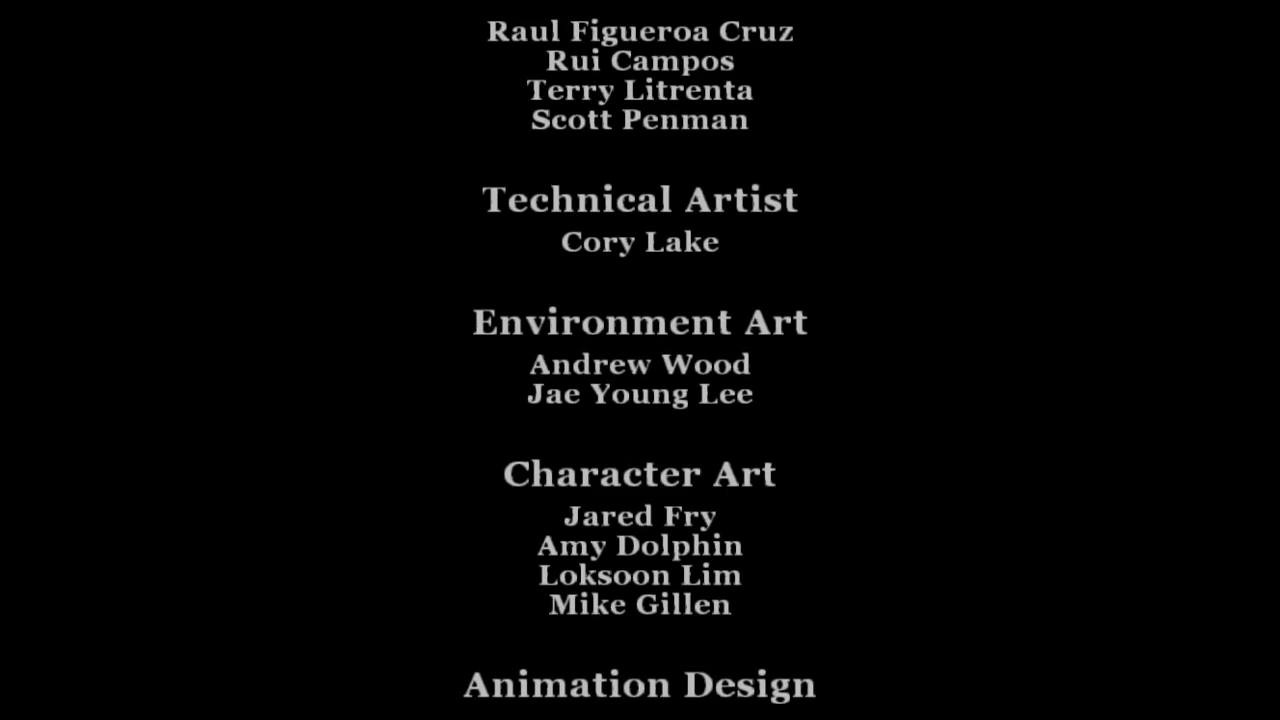 Raul Figueroa Cruz
Rui Campos
Terry Litrenta
Scott Penman
Technical Artist
Cory Lake
Environment Art
Andrew Wood
Jae Young Lee
Character Art
Jared Fry
Amy Dolphin
Loksoon Lim
Mike Gillen
Animation Design